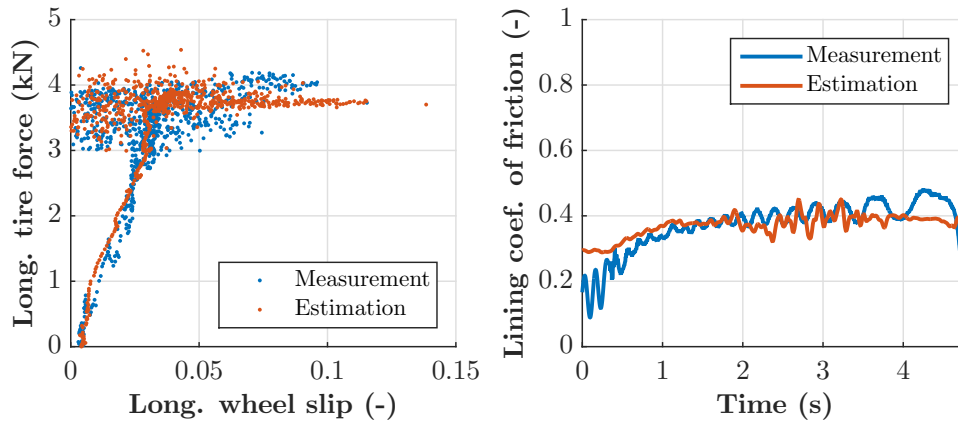 Long. tire force (kN)
5
4
3
2
1
0
Measurement
Estimation
0
0.05
0.1
0.15
Long. wheel slip (-)
Lining coef. of friction (-)
1
0.8
0.6
0.4
0.2
0
Measurement
Estimation
0
1
2
3
4
Time (s)